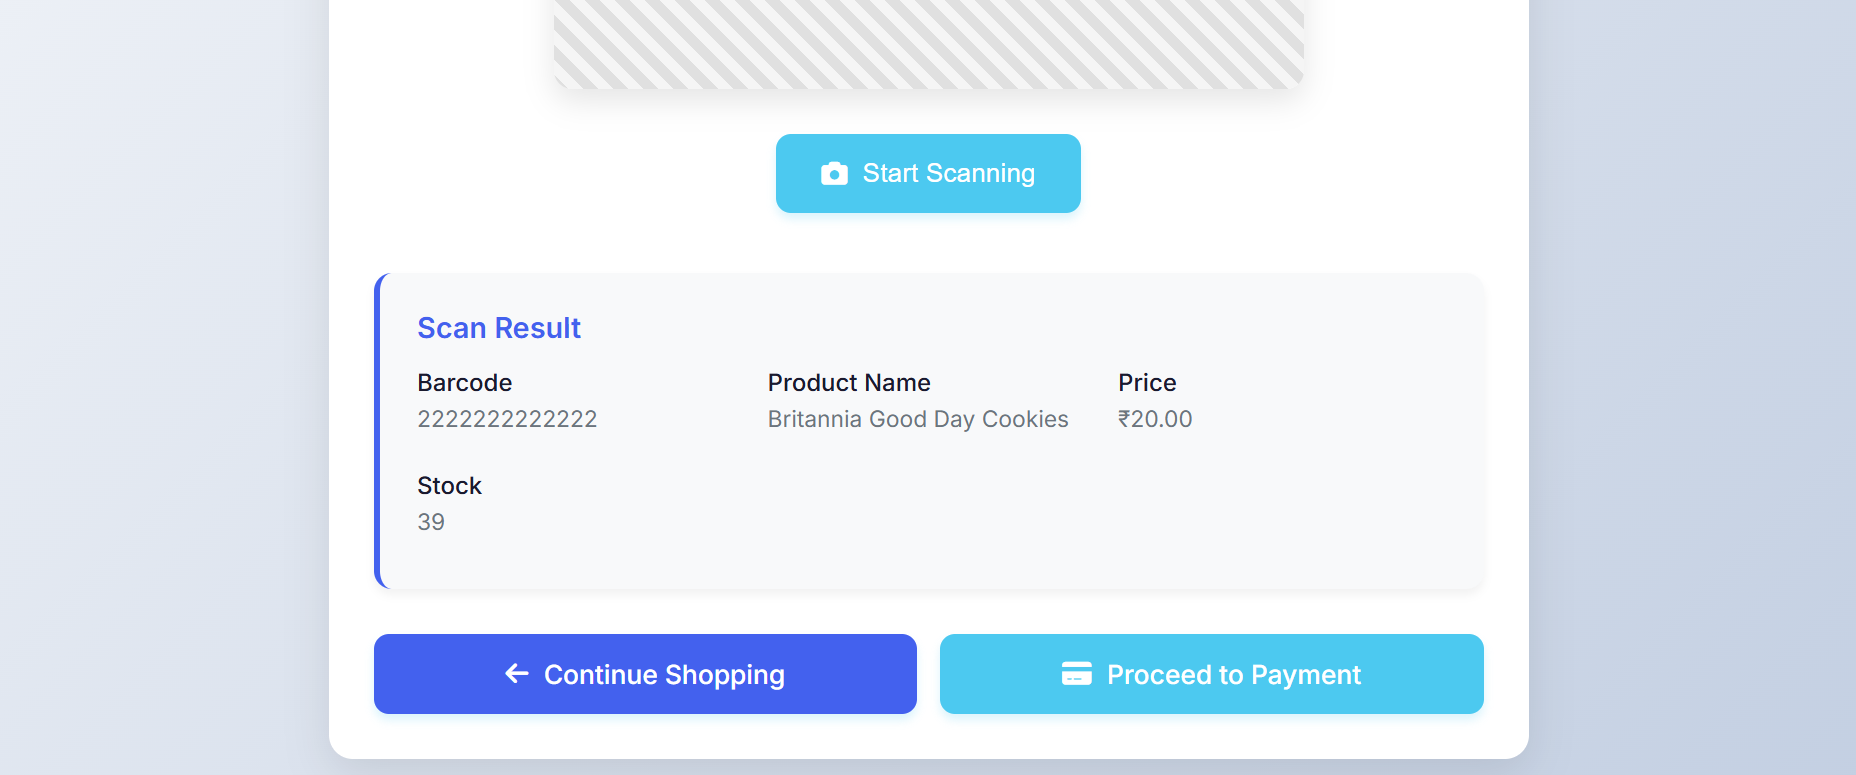 Start Scanning
Scan Result
Barcode
2222222222222
Product Name
Britannia Good Day Cookies
Price
₹20.00
Stock
39
Continue Shopping
Proceed to Payment